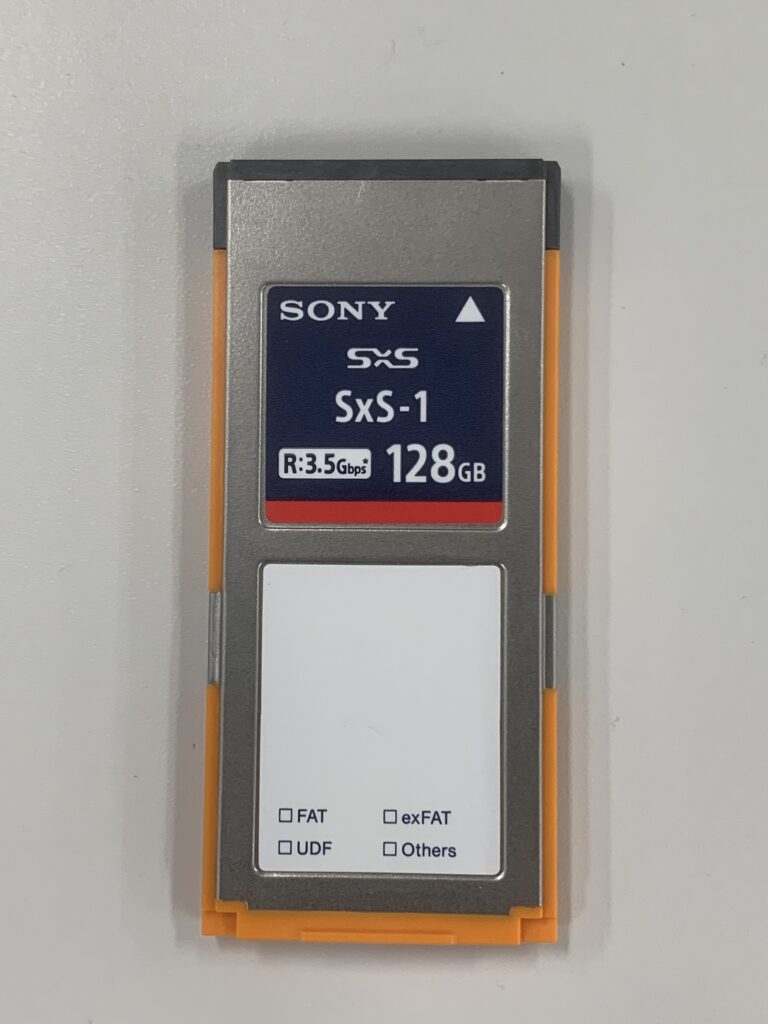 SONY
SxS
SxS-1
R:3.5Gbps* 128GB
☐ FAT ☐ exFAT
☐ UDF ☐ Others